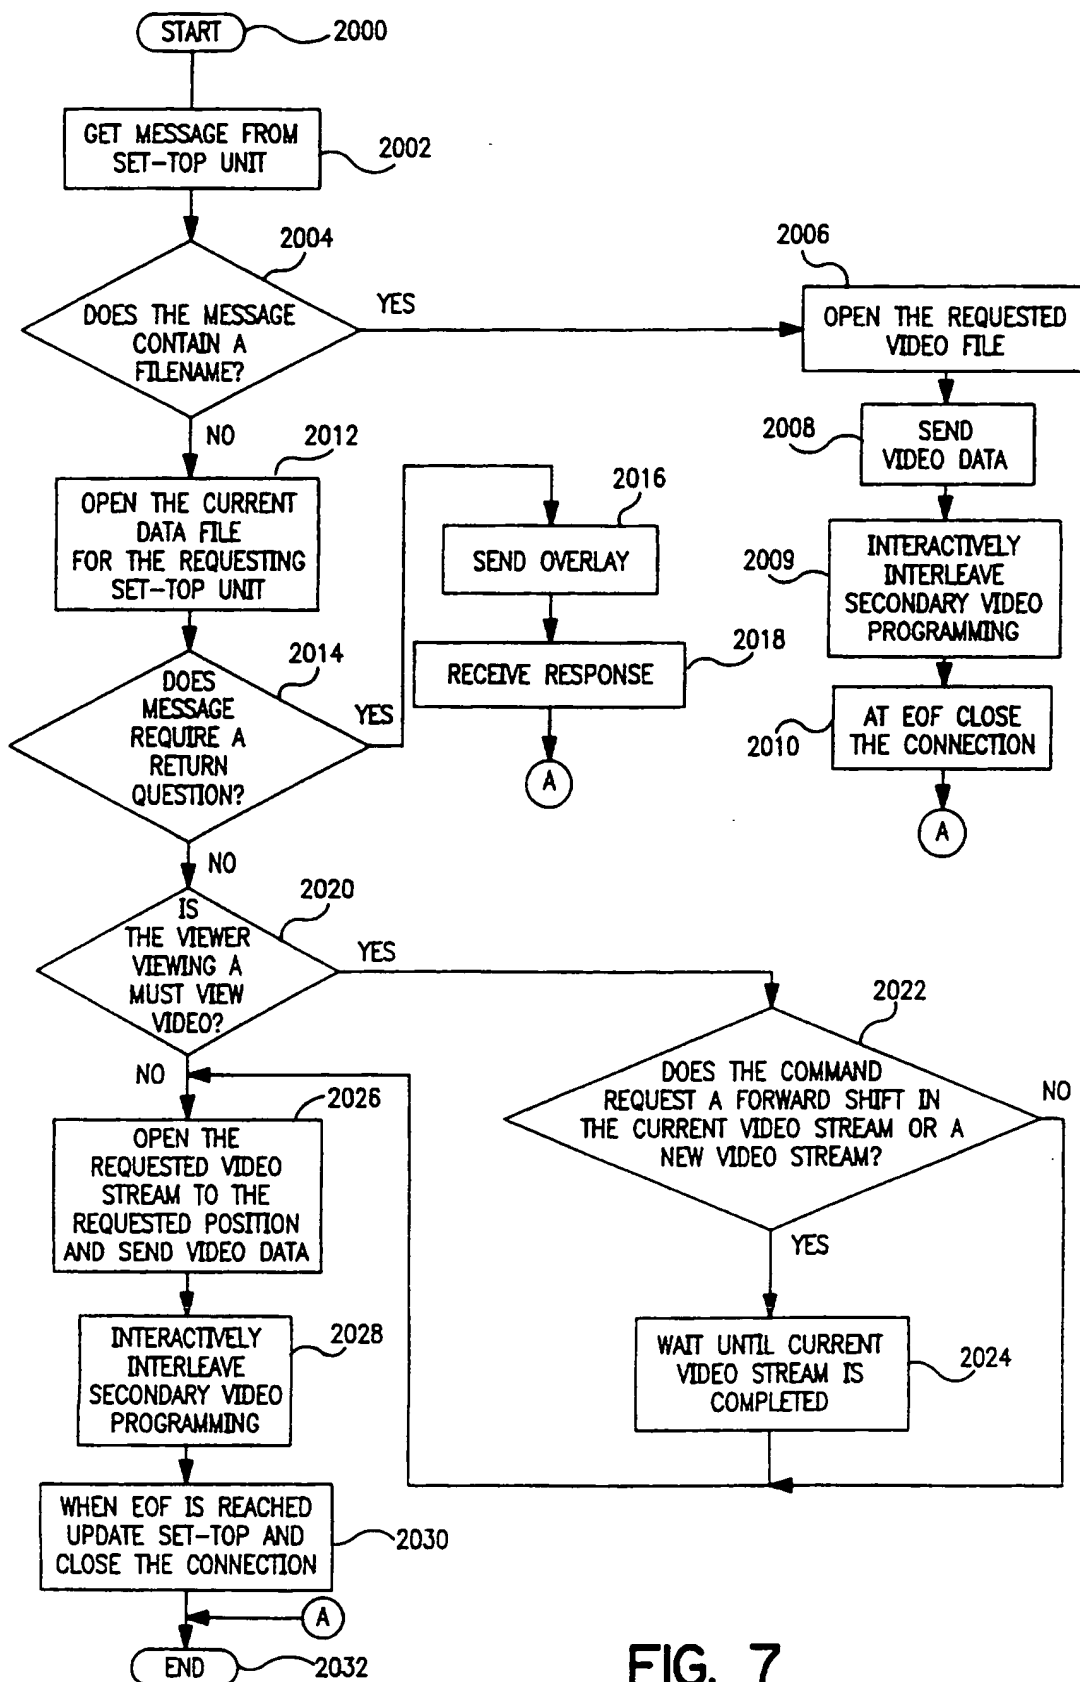 START
2000
GET MESSAGE FROM
SET-TOP UNIT
2002
2004
DOES THE MESSAGE
CONTAIN A
FILENAME?
YES
NO
2006
OPEN THE REQUESTED
VIDEO FILE
2008
SEND
VIDEO DATA
2009
INTERACTIVELY
INTERLEAVE
SECONDARY VIDEO
PROGRAMMING
2010
AT EOF CLOSE
THE CONNECTION
A
2012
OPEN THE CURRENT
DATA FILE
FOR THE REQUESTING
SET-TOP UNIT
2014
DOES
MESSAGE
REQUIRE A
RETURN
QUESTION?
YES
NO
2016
SEND OVERLAY
2018
RECEIVE RESPONSE
A
2020
IS
THE VIEWER
VIEWING A
MUST VIEW
VIDEO?
YES
NO
2022
DOES THE COMMAND
REQUEST A FORWARD SHIFT IN
THE CURRENT VIDEO STREAM OR A
NEW VIDEO STREAM?
NO
YES
2024
WAIT UNTIL CURRENT
VIDEO STREAM IS
COMPLETED
2026
OPEN THE
REQUESTED VIDEO
STREAM TO THE
REQUESTED POSITION
AND SEND VIDEO DATA
2028
INTERACTIVELY
INTERLEAVE
SECONDARY VIDEO
PROGRAMMING
WHEN EOF IS REACHED
UPDATE SET-TOP AND
CLOSE THE CONNECTION
2030
A
END
2032
FIG. 7